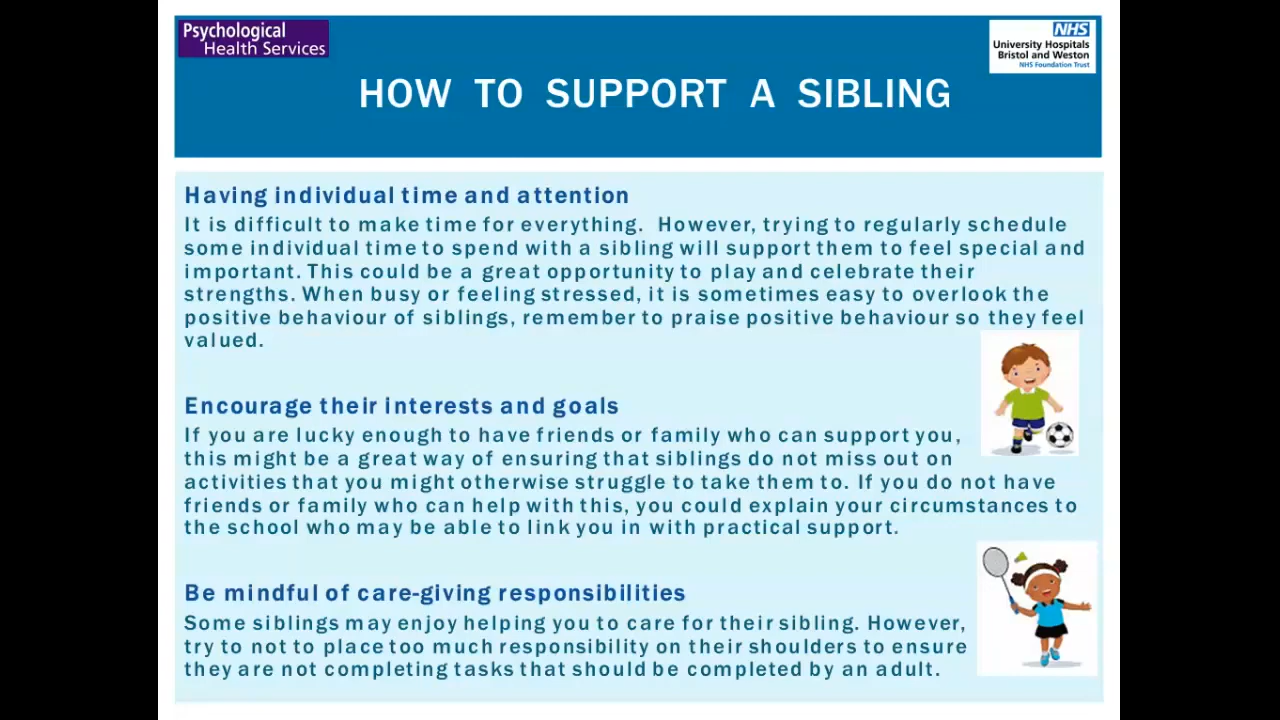 Psychological
Health Services
NHS
University Hospitals
Bristol and Weston
NHS Foundation Trust
HOW TO SUPPORT A SIBLING
Having individual time and attention
It is difficult to make time for everything. However, trying to regularly schedule
some individual time to spend with a sibling will support them to feel special and
important. This could be a great opportunity to play and celebrate their
strengths. When busy or feeling stressed, it is sometimes easy to overlook the
positive behaviour of siblings, remember to praise positive behaviour so they feel
valued.
Encourage their interests and goals
If you are lucky enough to have friends or family who can support you,
this might be a great way of ensuring that siblings do not miss out on
activities that you might otherwise struggle to take them to. If you do not have
friends or family who can help with this, you could explain your circumstances to
the school who may be able to link you in with practical support.
Be mindful of care-giving responsibilities
Some siblings may enjoy helping you to care for their sibling. However,
try to not to place too much responsibility on their shoulders to ensure
they are not completing tasks that should be completed by an adult.